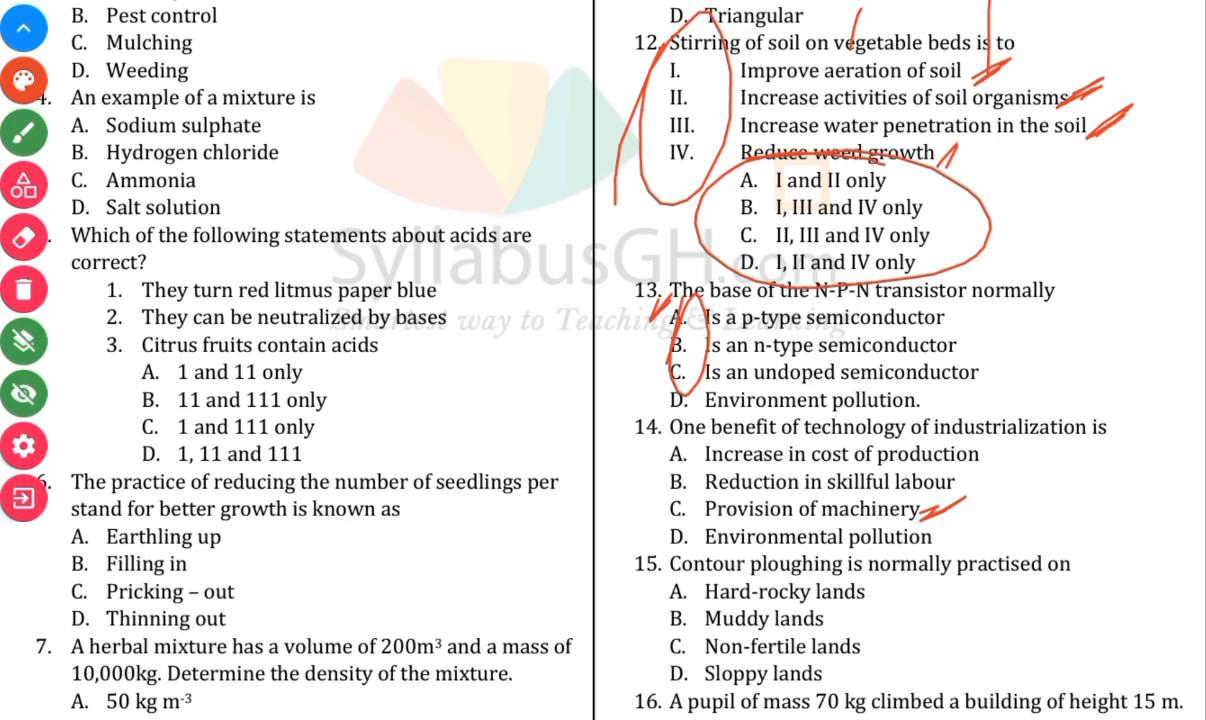 B. Pest control
C. Mulching
D. Weeding
4. An example of a mixture is
A. Sodium sulphate
B. Hydrogen chloride
C. Ammonia
D. Salt solution
. Which of the following statements about acids are
correct?
1. They turn red litmus paper blue
2. They can be neutralized by bases
3. Citrus fruits contain acids
A. 1 and 11 only
B. 11 and 111 only
C. 1 and 111 only
D. 1, 11 and 111
6. The practice of reducing the number of seedlings per
stand for better growth is known as
A. Earthling up
B. Filling in
C. Pricking – out
D. Thinning out
7. A herbal mixture has a volume of 200m³ and a mass of
10,000kg. Determine the density of the mixture.
A. 50 kg m⁻³
D. Triangular
12. Stirring of soil on vegetable beds is to
I. Improve aeration of soil
II. Increase activities of soil organisms
III. Increase water penetration in the soil
IV. Reduce weed growth
A. I and II only
B. I, III and IV only
C. II, III and IV only
D. I, II and IV only
13. The base of the N-P-N transistor normally
A. Is a p-type semiconductor
B. Is an n-type semiconductor
C. Is an undoped semiconductor
D. Environment pollution.
14. One benefit of technology of industrialization is
A. Increase in cost of production
B. Reduction in skillful labour
C. Provision of machinery
D. Environmental pollution
15. Contour ploughing is normally practised on
A. Hard-rocky lands
B. Muddy lands
C. Non-fertile lands
D. Sloppy lands
16. A pupil of mass 70 kg climbed a building of height 15 m.
SyllabusGH.com
Smartest way to Teaching & Learning